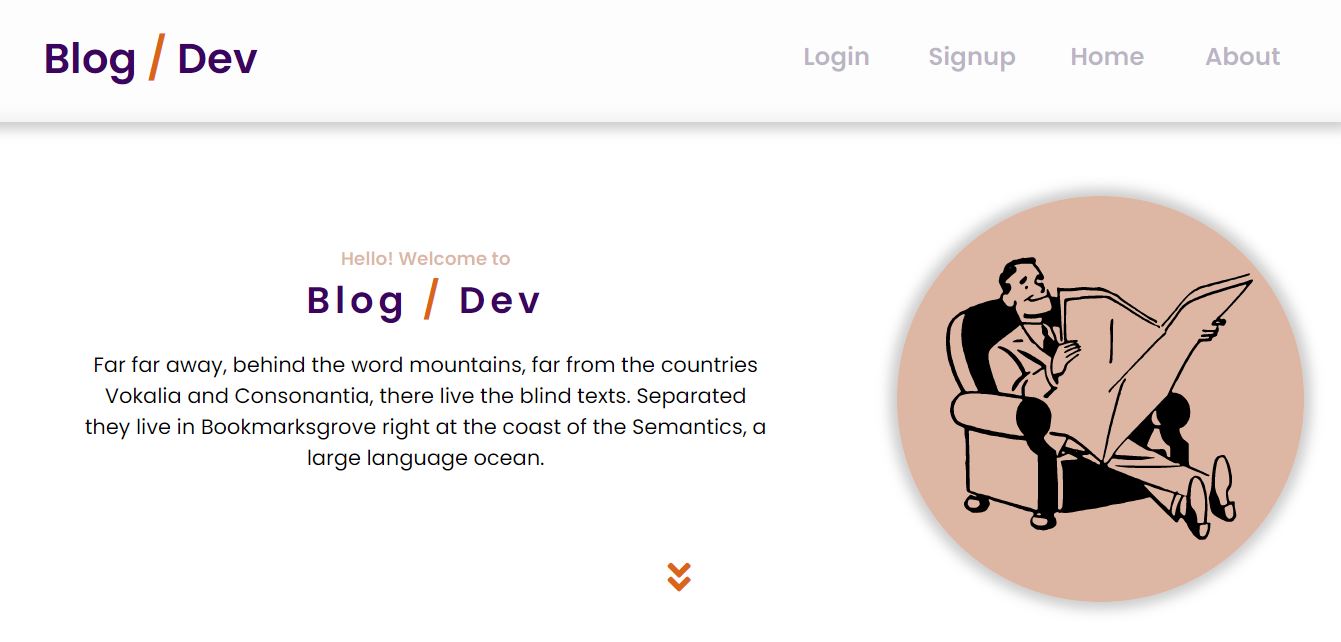 Blog / Dev
Login Signup Home About
Hello! Welcome to
Blog / Dev
Far far away, behind the word mountains, far from the countries
Vokalia and Consonantia, there live the blind texts. Separated
they live in Bookmarksgrove right at the coast of the Semantics, a
large language ocean.